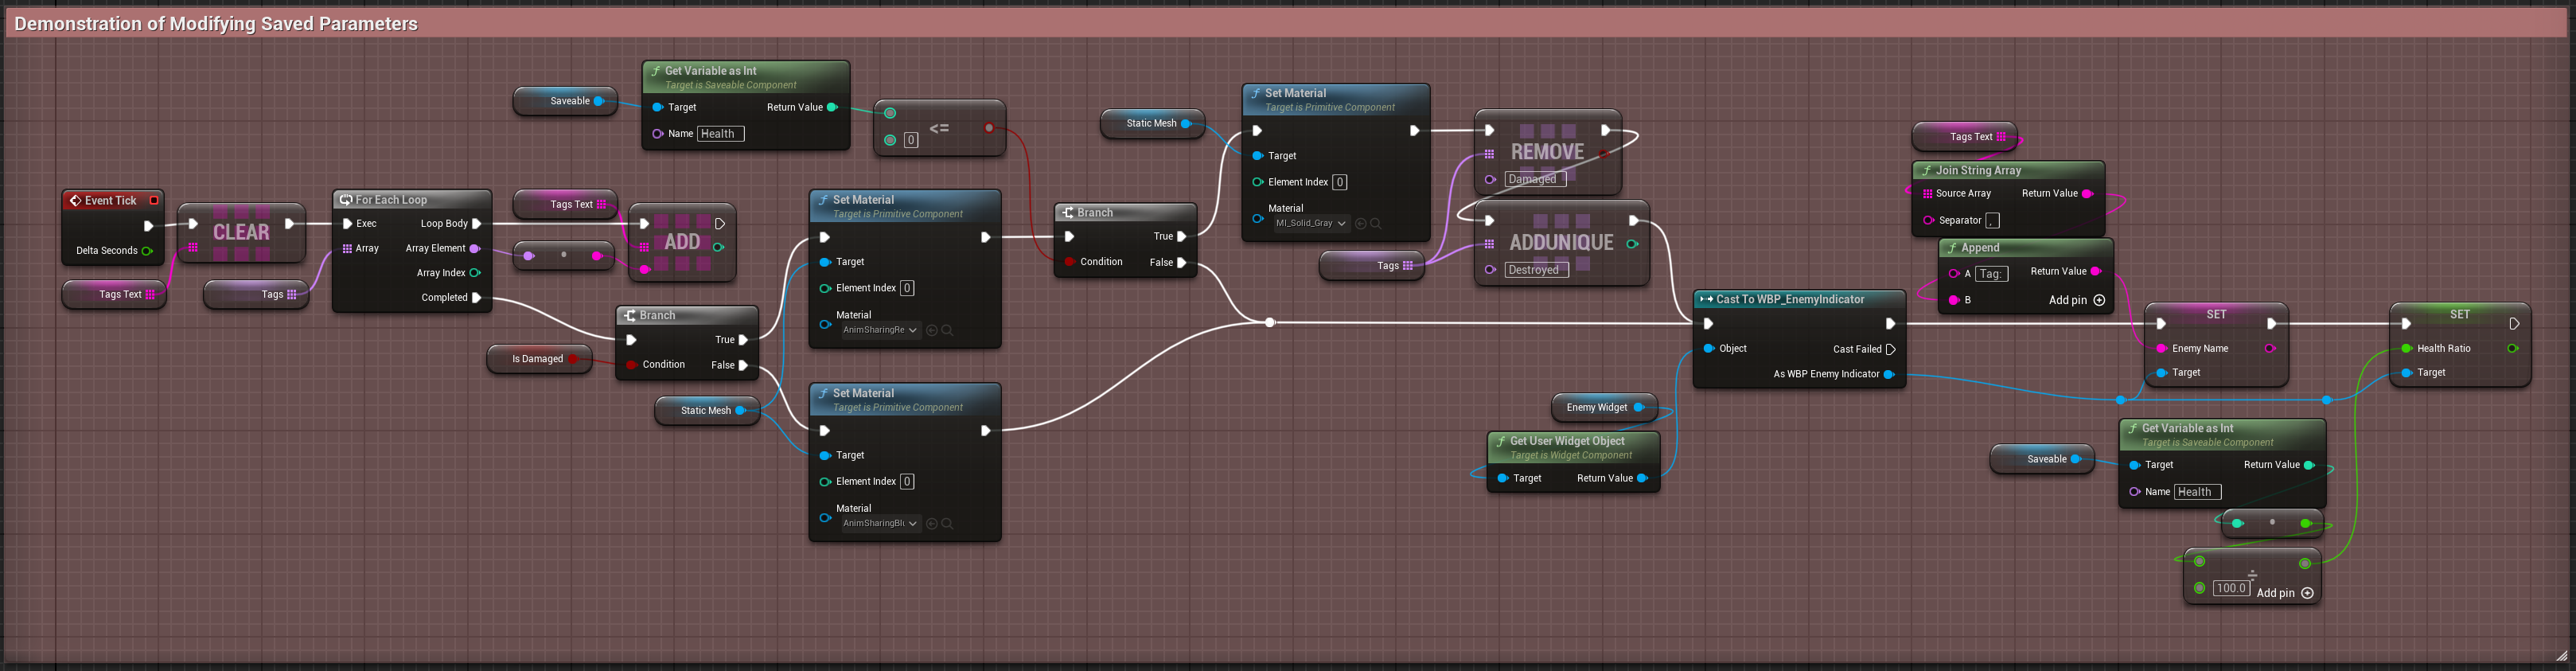 Demonstration of Modifying Saved Parameters
Event Tick
Delta Seconds
Tags Text
CLEAR
Tags
For Each Loop
Exec
Loop Body
Array
Array Element
Array Index
Completed
Tags Text
ADD
Saveable
Get Variable as Int
Target is Saveable Component
Target
Return Value
Name
Health
0
<=
Branch
True
Condition
False
Is Damaged
Static Mesh
Set Material
Target is Primitive Component
Target
Element Index
0
Material
AnimSharingRe
Set Material
Target is Primitive Component
Target
Element Index
0
Material
Branch
True
Condition
False
Static Mesh
Set Material
Target is Primitive Component
Target
Element Index
0
Material
MI_Solid_Gray
REMOVE
Damaged
Tags
ADDUNIQUE
Destroyed
Cast To WBP_EnemyIndicator
Object
Cast Failed
As WBP Enemy Indicator
Enemy Widget
Get User Widget Object
Target is Widget Component
Target
Return Value
Tags Text
Join String Array
Source Array
Return Value
Separator
,
Append
A
Tag:
Return Value
B
Add pin
SET
Enemy Name
Target
SET
Health Ratio
Target
Saveable
Get Variable as Int
Target is Saveable Component
Target
Return Value
Name
Health
÷
100.0
Add pin